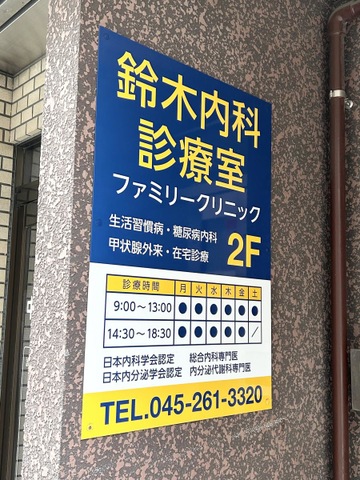 鈴木内科
診療室
ファミリークリニック
生活習慣病・糖尿病内科
甲状腺外来・在宅診療
2F
診療時間 月 火 水 木 金 土
9:00〜13:00 ● ● ● ● ● ●
14:30〜18:30 ● ● ● ● ● ／
日本内科学会認定 総合内科専門医
日本内分泌学会認定 内分泌代謝科専門医
TEL.045-261-3320